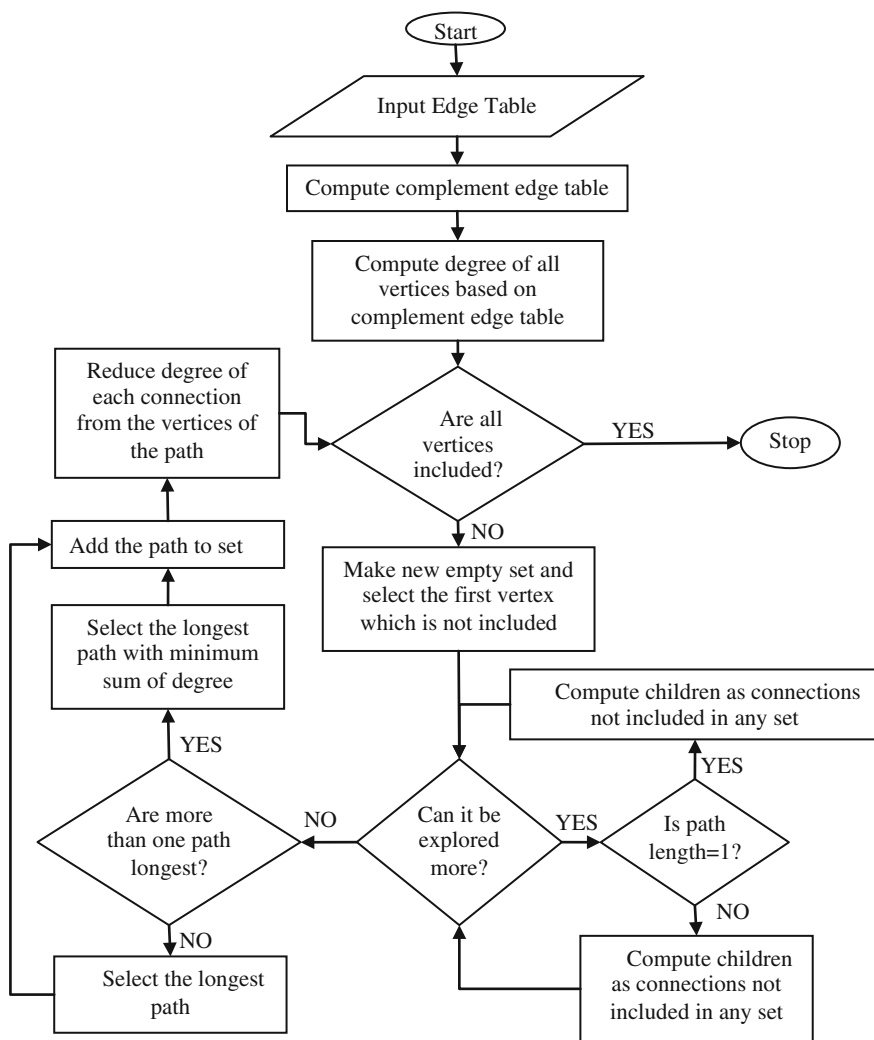 Start
Input Edge Table
Compute complement edge table
Compute degree of all
vertices based on
complement edge table
Reduce degree of
each connection
from the vertices of
the path
Are all
vertices
included?
YES
Stop
NO
Add the path to set
Make new empty set and
select the first vertex
which is not included
Select the longest
path with minimum
sum of degree
Compute children as connections
not included in any set
YES
YES
Are more
than one path
longest?
NO
Can it be
explored
more?
YES
Is path
length=1?
NO
NO
Select the longest
path
Compute children
as connections not
included in any set